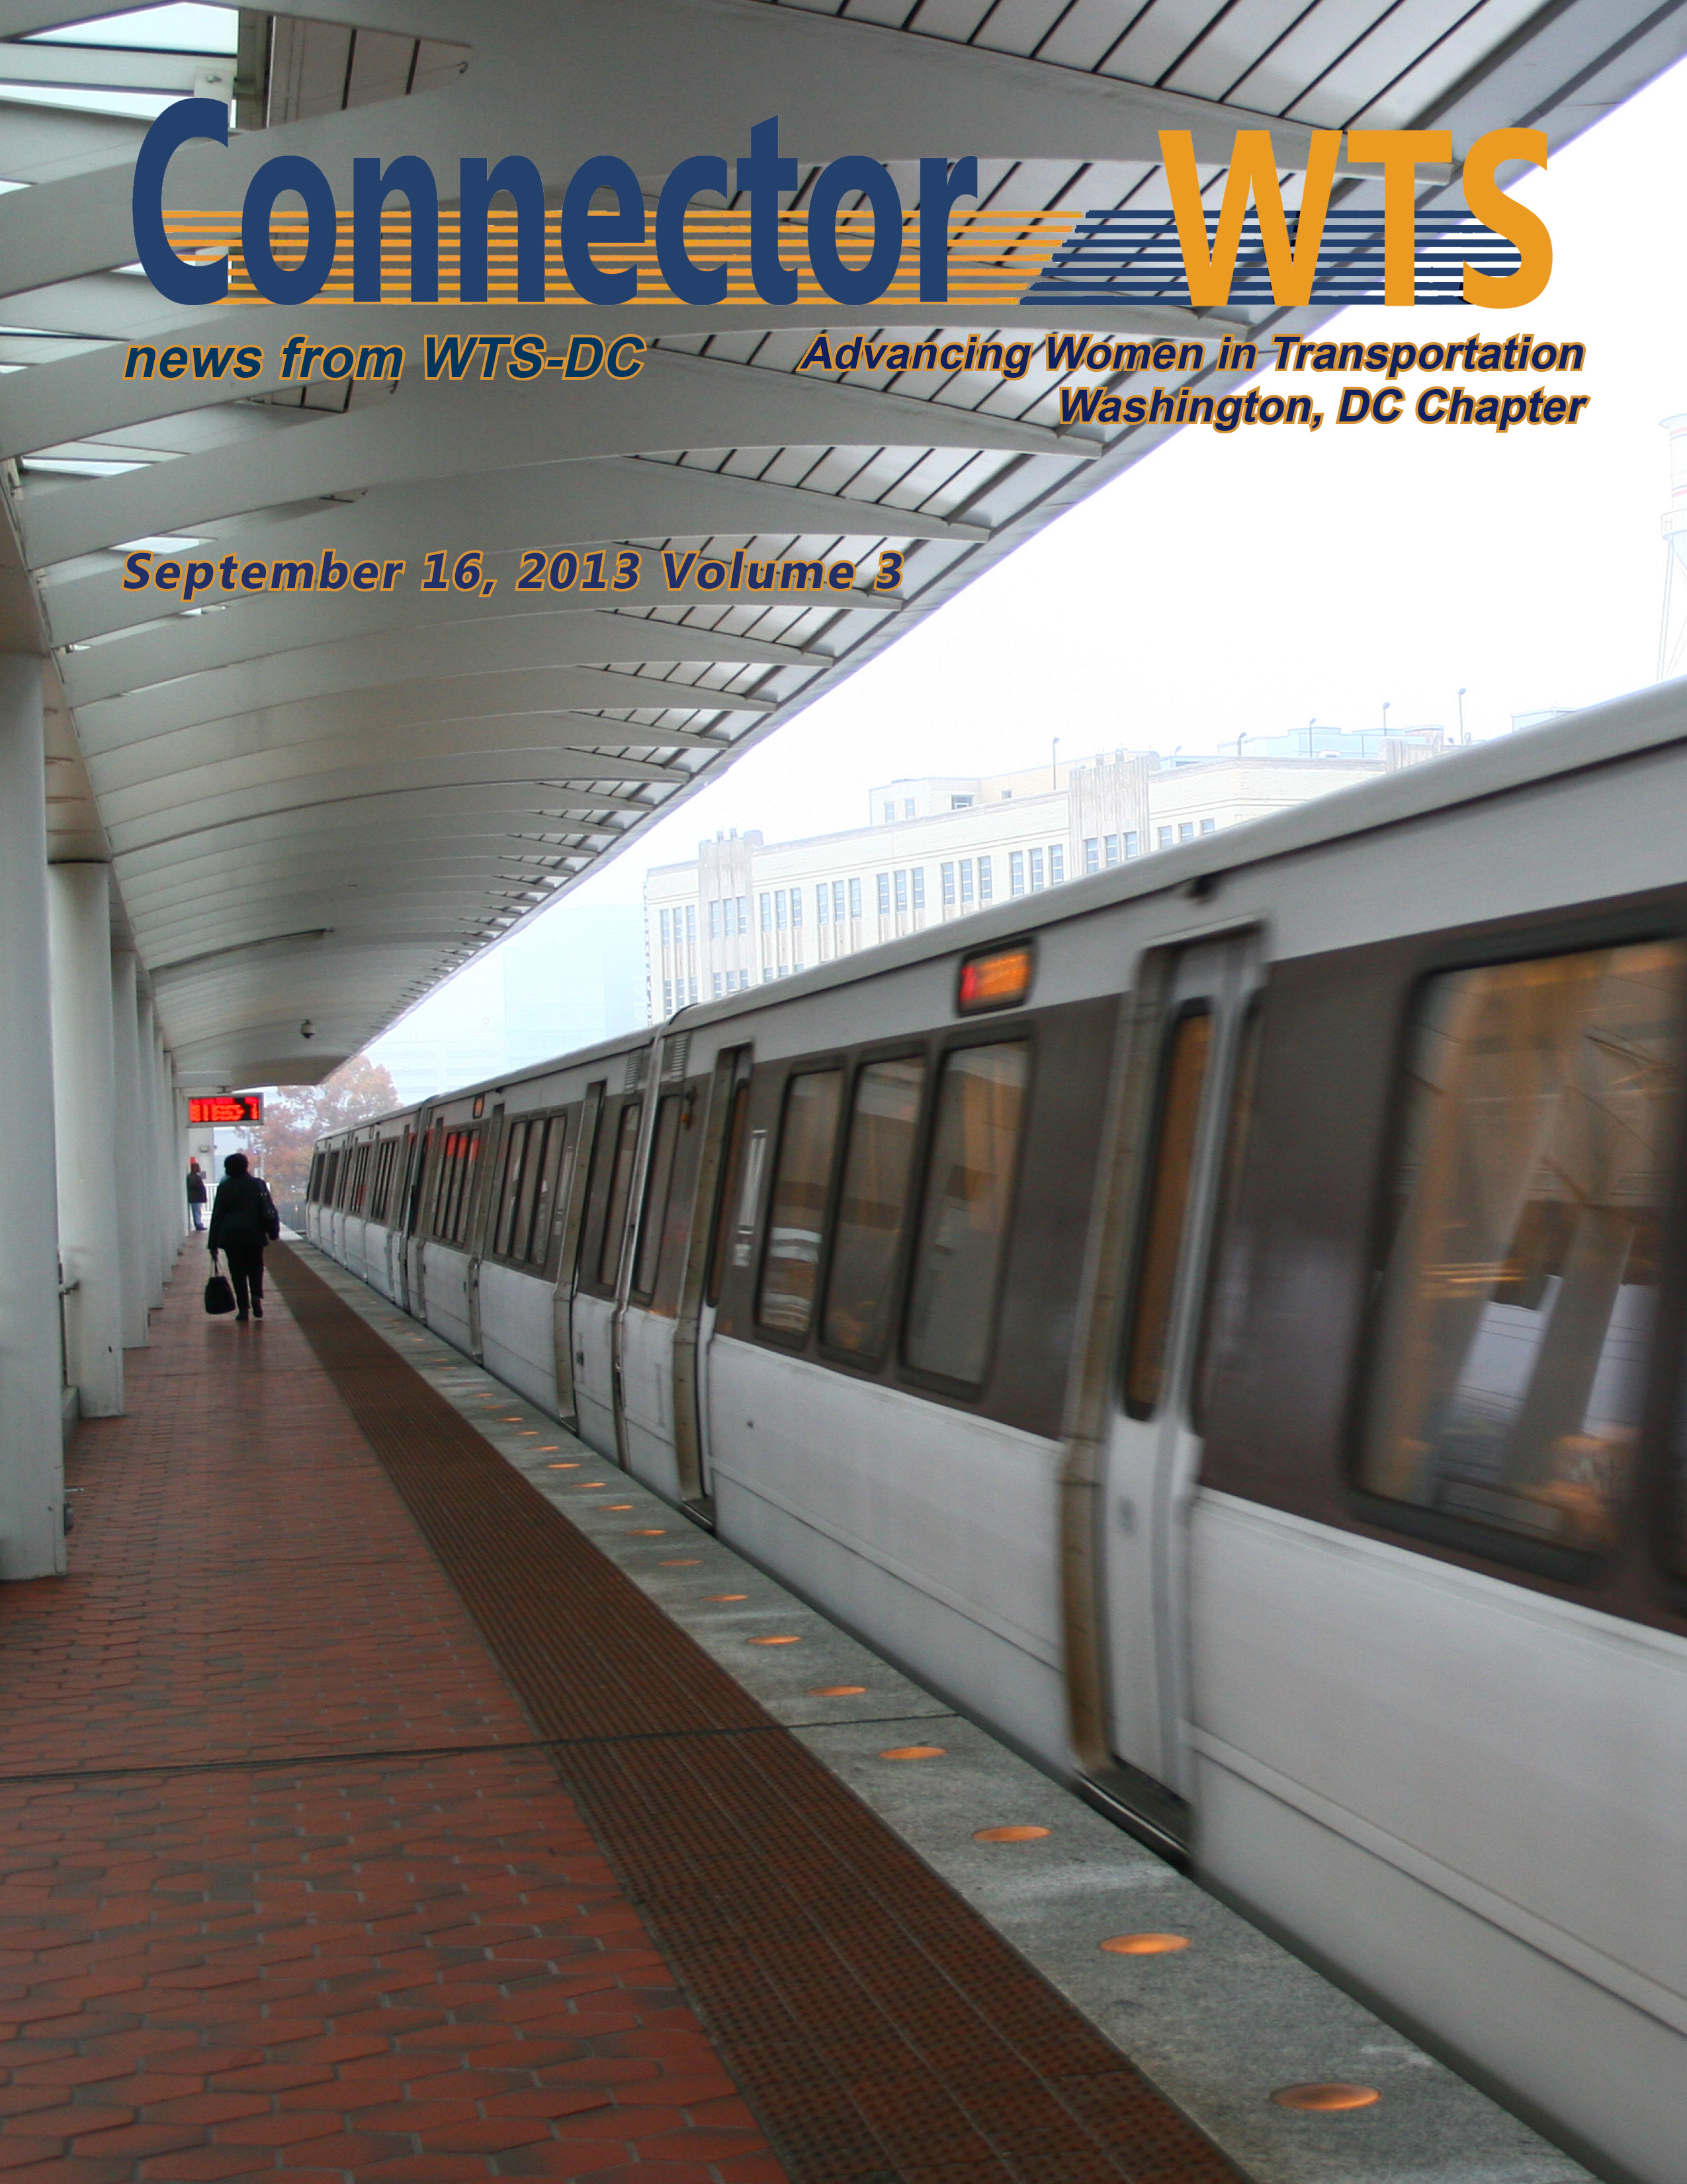 Connector WTS
news from WTS-DC
Advancing Women in Transportation
Washington, DC Chapter
September 16, 2013 Volume 3